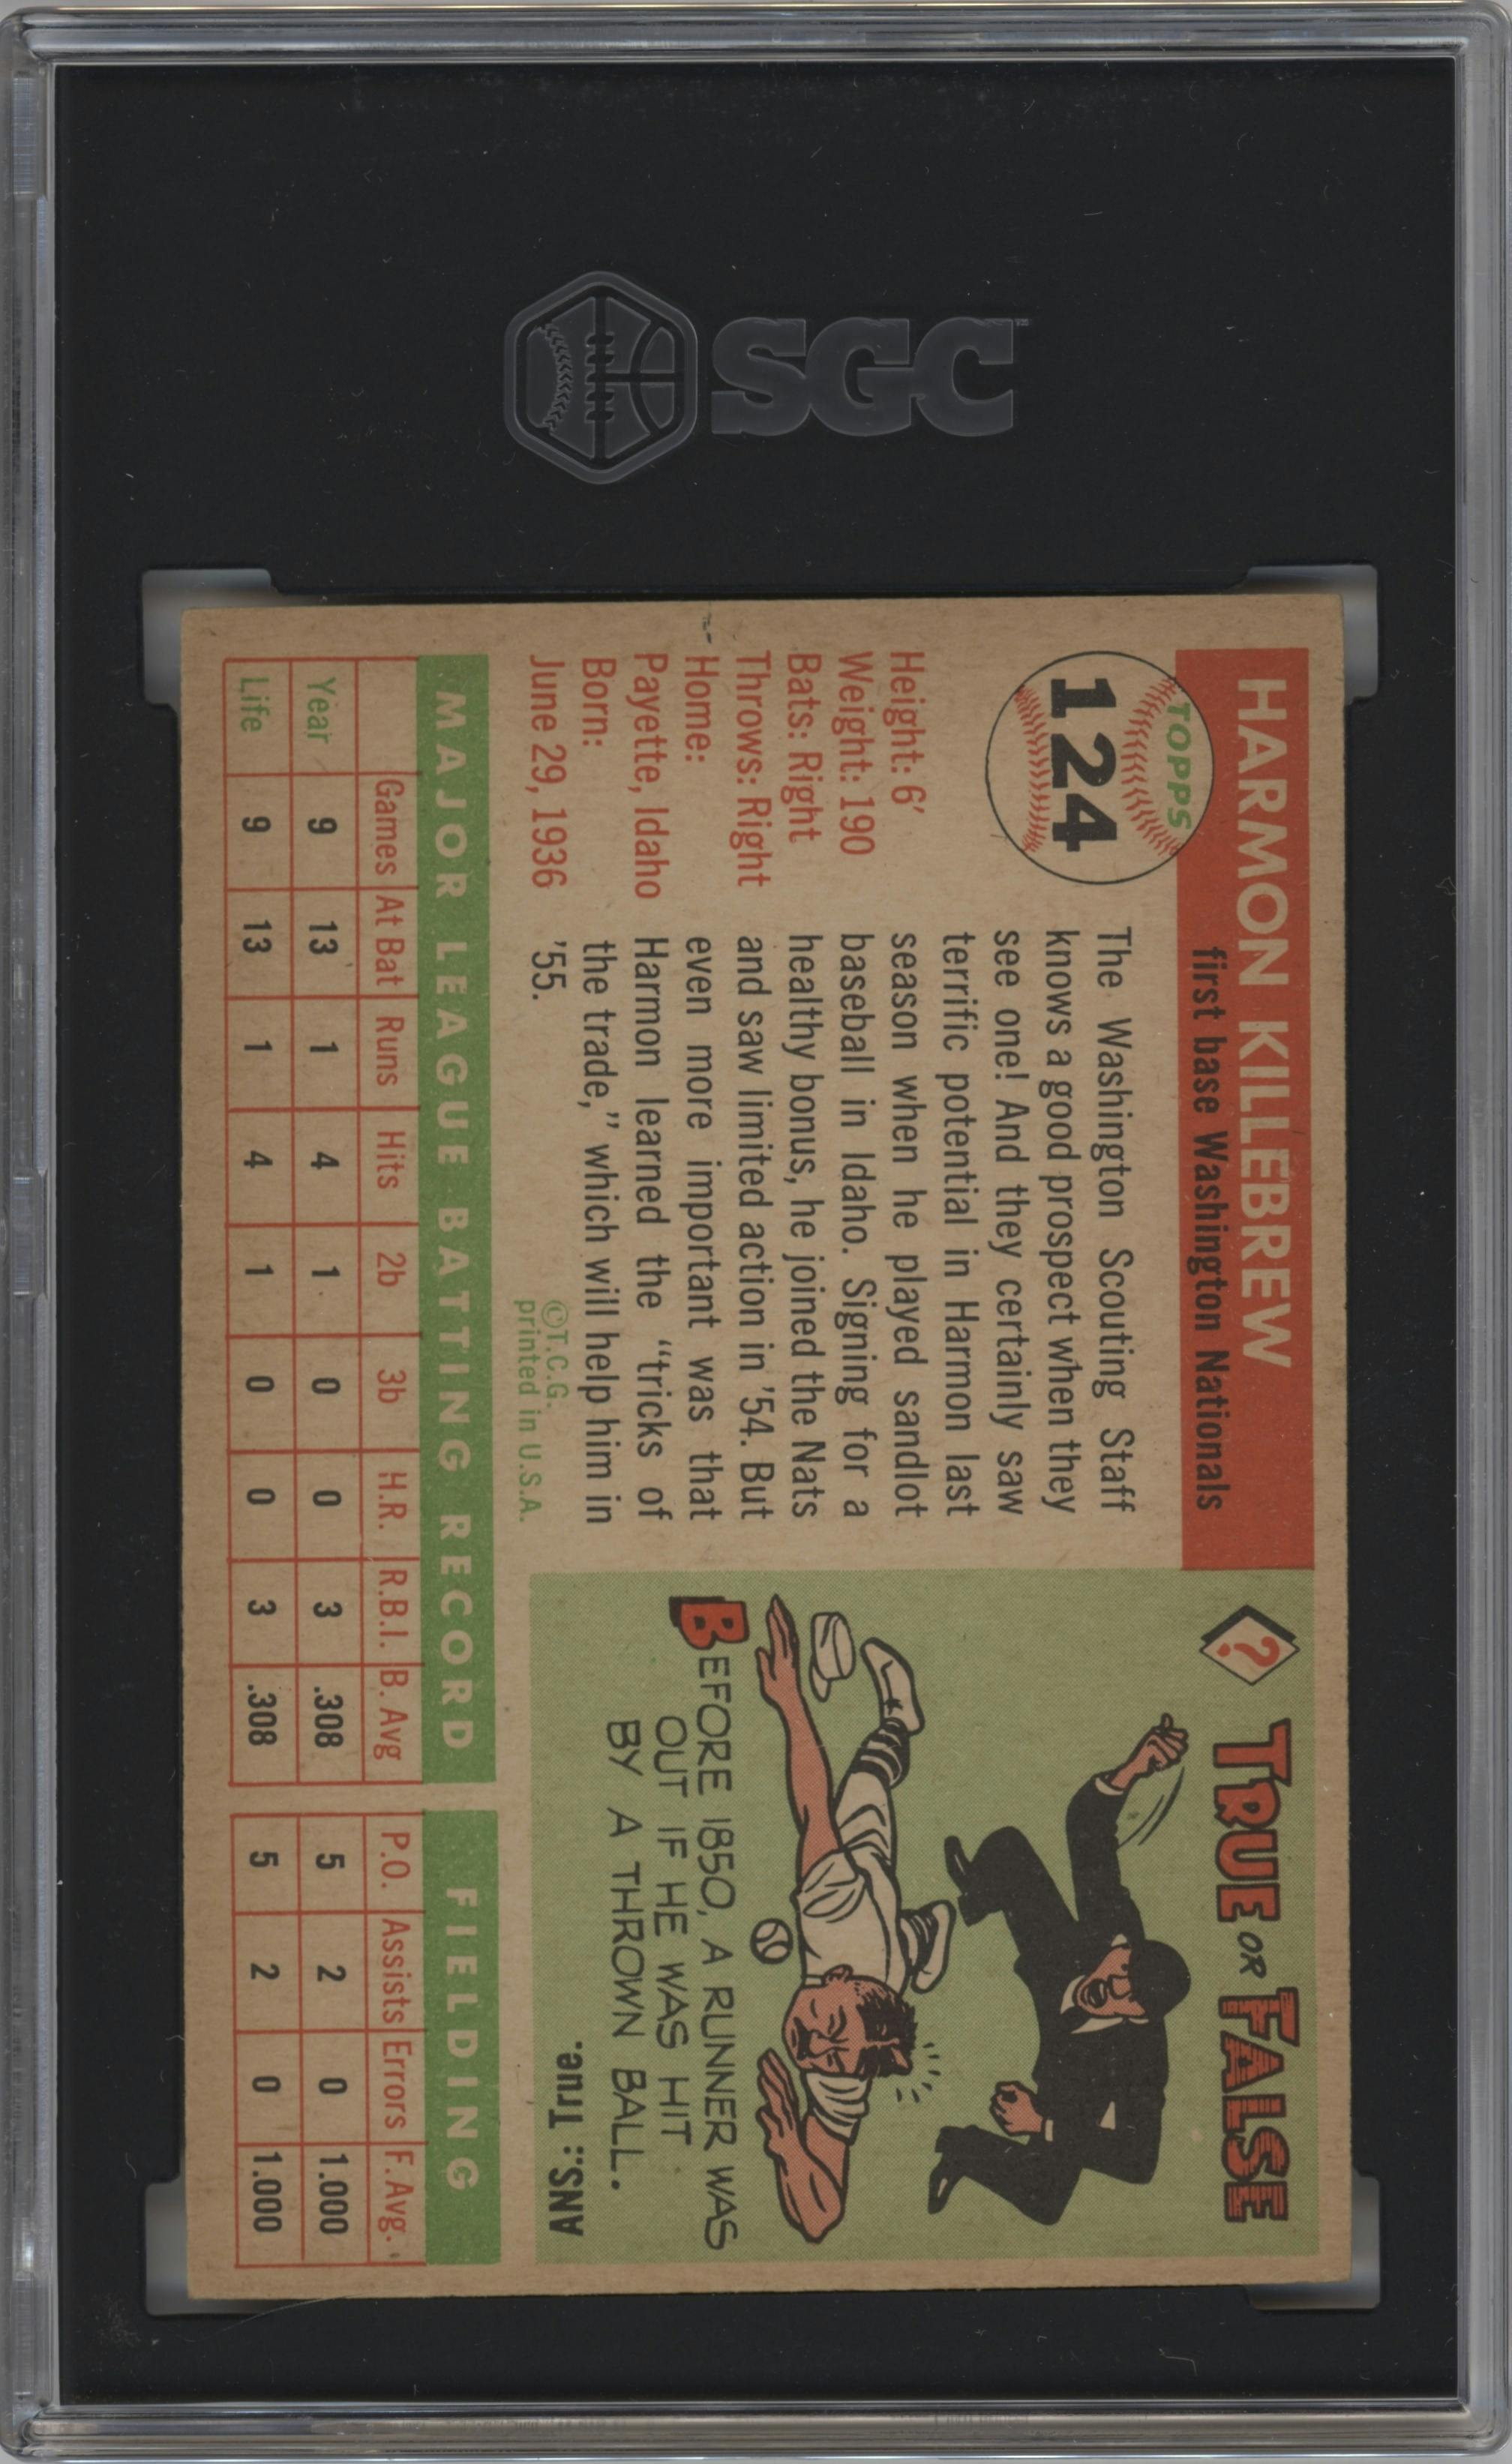 SGC™
HARMON KILLEBREW
first base Washington Nationals
TOPPS
124
Height: 6'
Weight: 190
Bats: Right
Throws: Right
Home:
Payette, Idaho
Born:
June 29, 1936
The Washington Scouting Staff
knows a good prospect when they
see one! And they certainly saw
terrific potential in Harmon last
season when he played sandlot
baseball in Idaho. Signing for a
healthy bonus, he joined the Nats
and saw limited action in '54. But
even more important was that
Harmon learned the "tricks of
the trade," which will help him in
'55.
©T.C.G.
printed in U.S.A.
?
TRUE OR FALSE
BEFORE 1850, A RUNNER WAS
OUT IF HE WAS HIT
BY A THROWN BALL.
ANS.: True.
MAJOR LEAGUE BATTING RECORD FIELDING
Games At Bat Runs Hits 2b 3b H.R. R.B.I. B. Avg P.O. Assists Errors F. Avg.
Year 9 13 1 4 1 0 0 3 .308 5 2 0 1.000
Life 9 13 1 4 1 0 0 3 .308 5 2 0 1.000